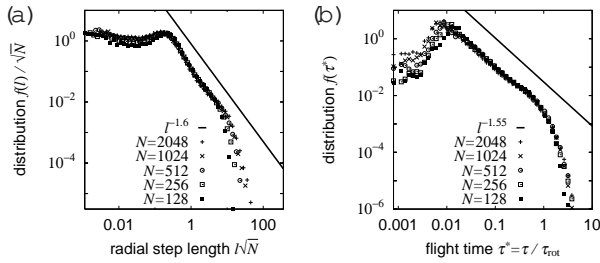 (a)
distribution f(l) / √N
10⁰
10⁻²
10⁻⁴
l⁻¹·⁶
N=2048
N=1024
N=512
N=256
N=128
0.01 1 100
radial step length l√N
(b)
distribution f(τ*)
10⁰
10⁻²
10⁻⁴
10⁻⁶
l⁻¹·⁵⁵
N=2048
N=1024
N=512
N=256
N=128
0.001 0.01 0.1 1 10
flight time τ*=τ/τrot